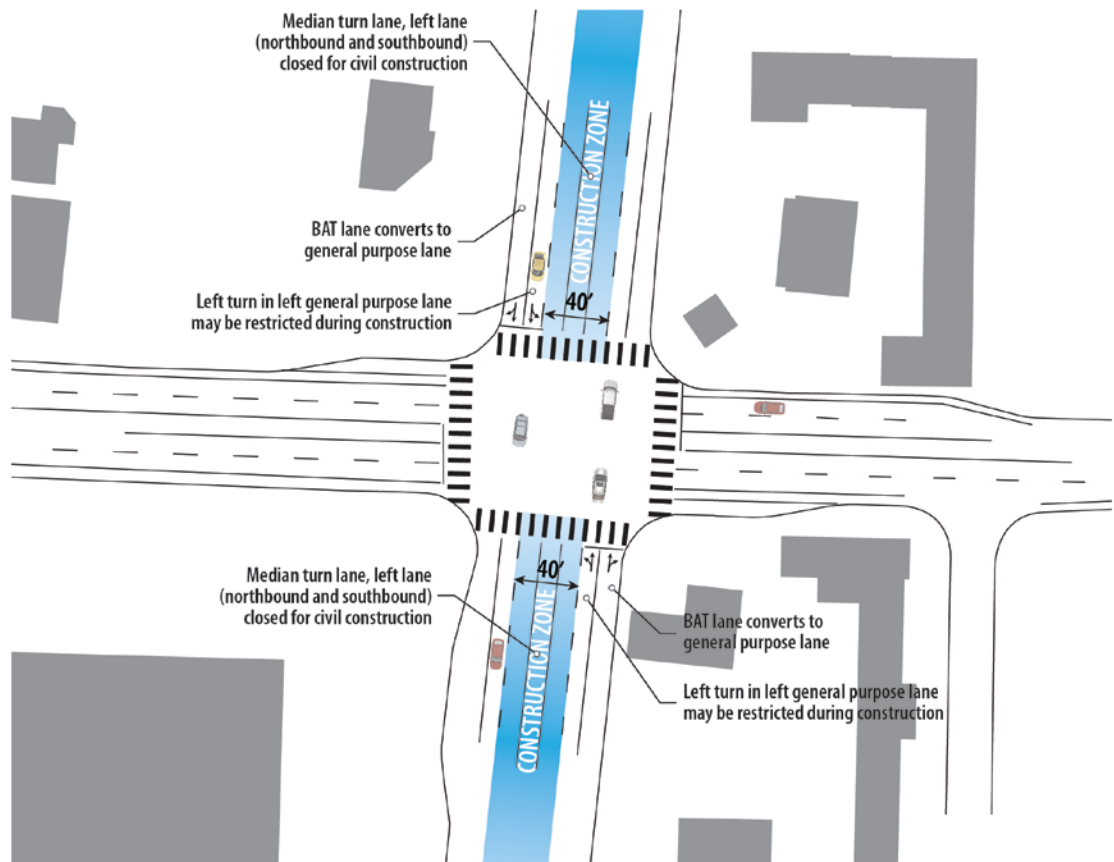 Median turn lane, left lane
(northbound and southbound)
closed for civil construction
CONSTRUCTION ZONE
BAT lane converts to
general purpose lane
Left turn in left general purpose lane
may be restricted during construction
40’
40’
Median turn lane, left lane
(northbound and southbound)
closed for civil construction
CONSTRUCTION ZONE
BAT lane converts to
general purpose lane
Left turn in left general purpose lane
may be restricted during construction